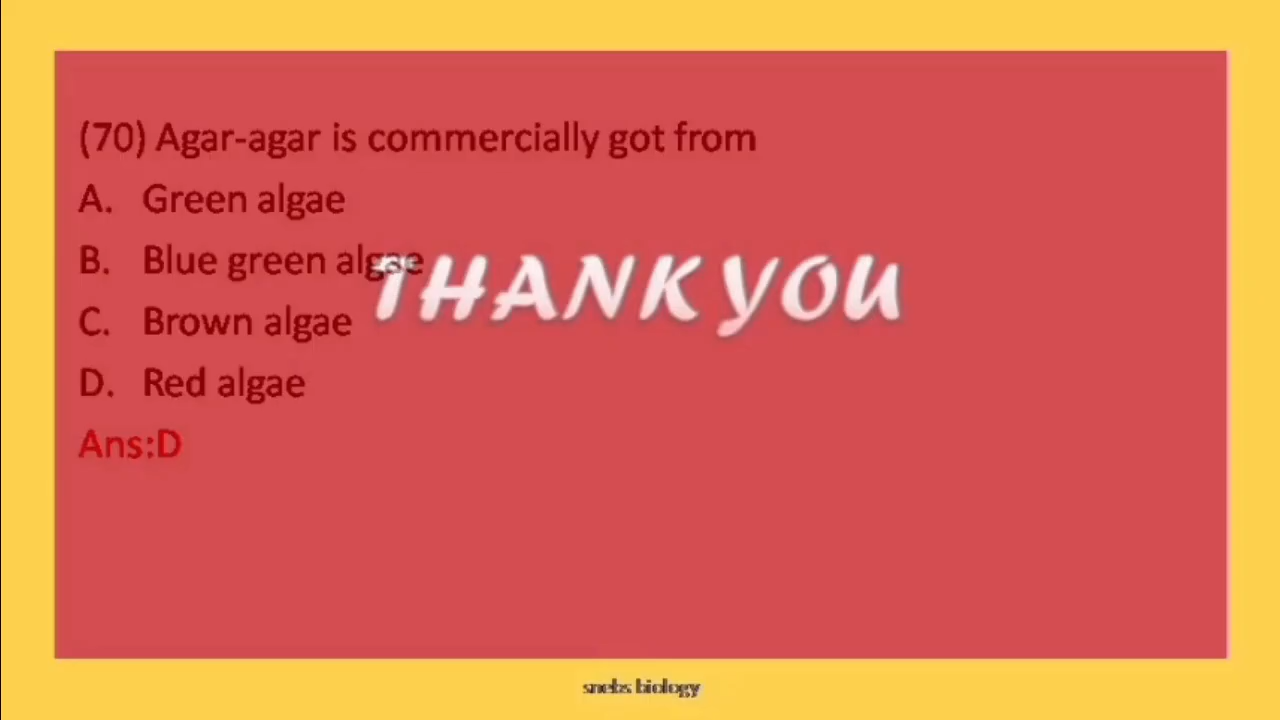 (70) Agar-agar is commercially got from
A. Green algae
B. Blue green algae
THANK YOU
C. Brown algae
D. Red algae
Ans:D
snebs biology